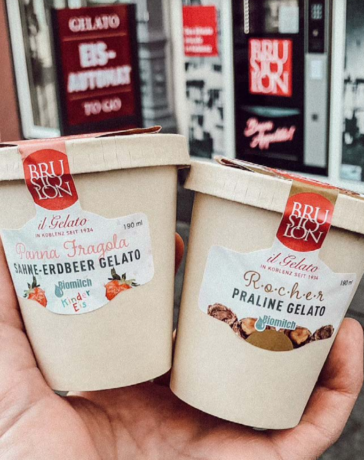 GELATO
EIS-
AUTOMAT
TO GO
BRU
STOLON
Buon Appetito!
BRU
STOLON
il Gelato
IN KOBLENZ SEIT 1934
190 ml
Panna Fragola
SAHNE-ERDBEER GELATO
Biomilch
Kinder
Eis
BRU
STOLON
il Gelato
IN KOBLENZ SEIT 1934
Rocher
190 ml
PRALINE GELATO
Biomilch